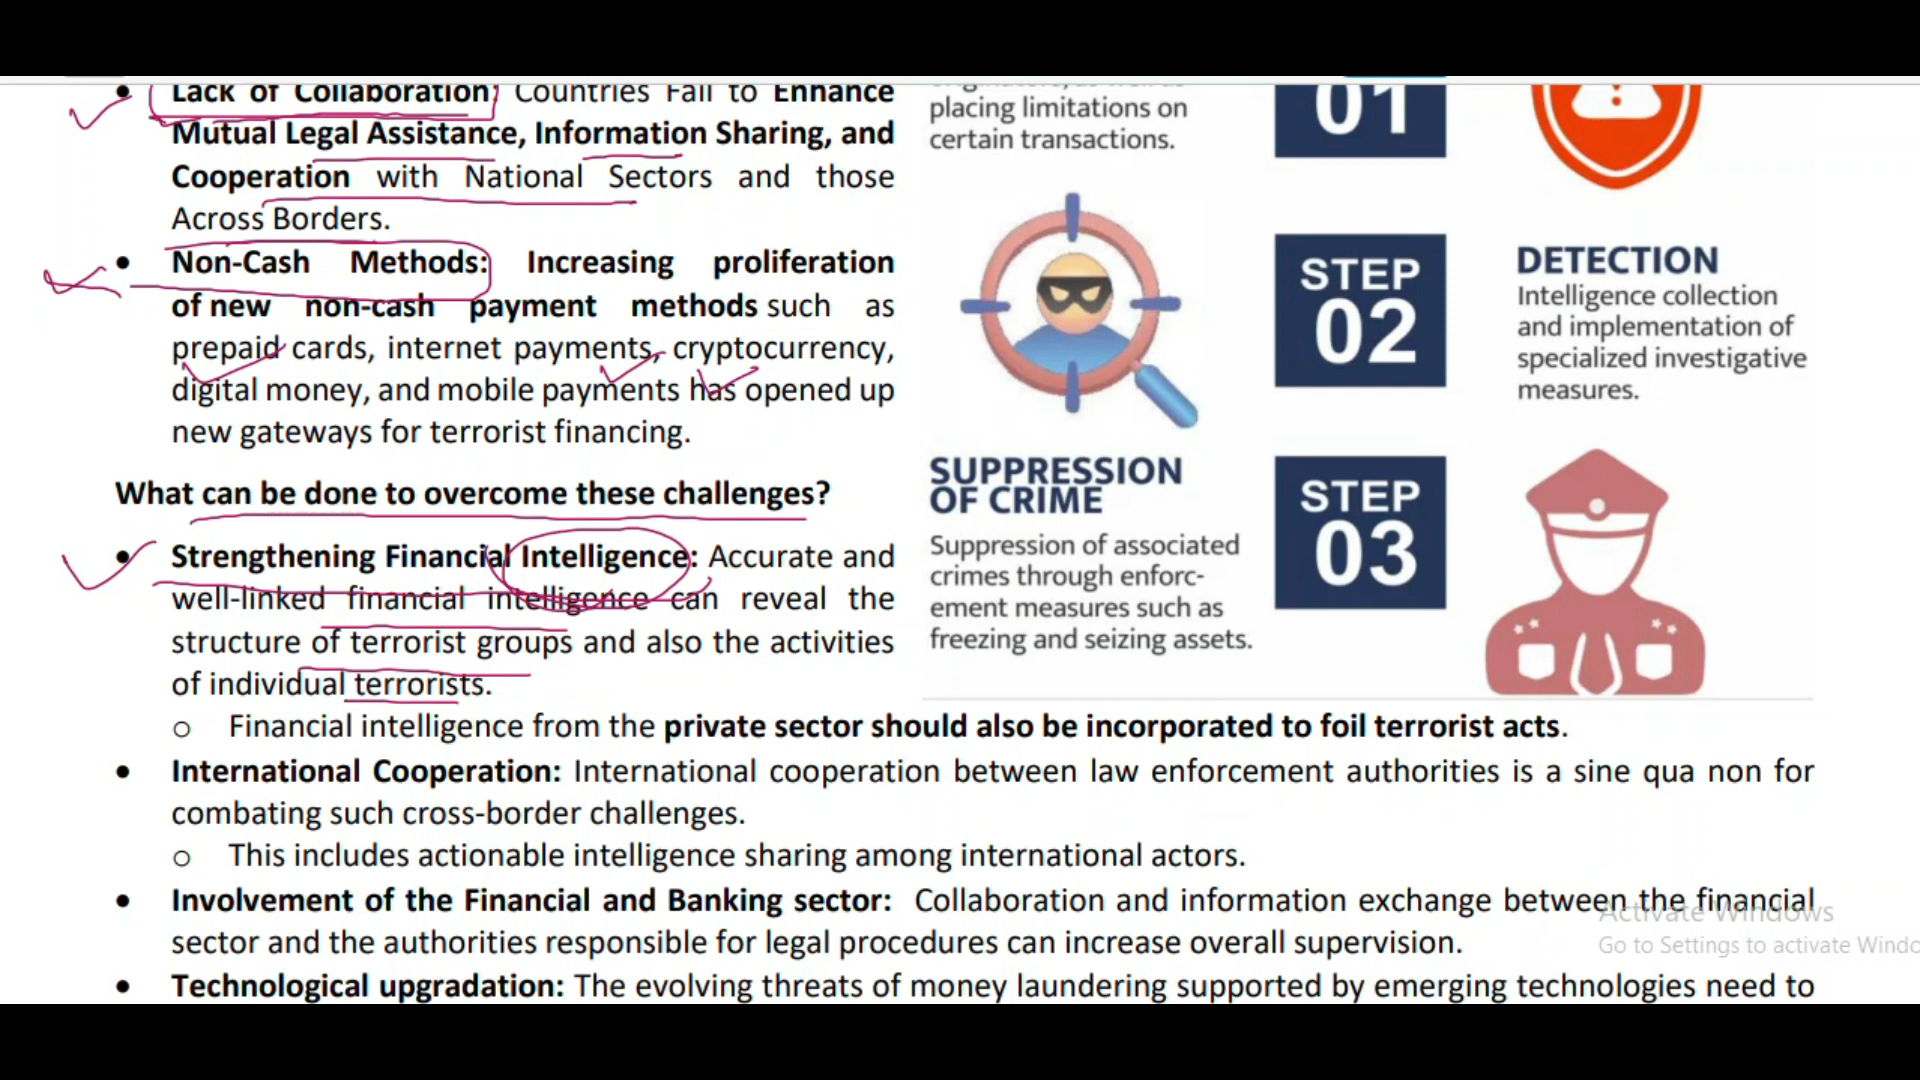 Lack of Collaboration: Countries Fail to Enhance
Mutual Legal Assistance, Information Sharing, and
Cooperation with National Sectors and those
Across Borders.
Non-Cash Methods: Increasing proliferation
of new non-cash payment methods such as
prepaid cards, internet payments, cryptocurrency,
digital money, and mobile payments has opened up
new gateways for terrorist financing.
What can be done to overcome these challenges?
Strengthening Financial Intelligence: Accurate and
well-linked financial intelligence can reveal the
structure of terrorist groups and also the activities
of individual terrorists.
placing limitations on
certain transactions.
01
STEP
02
DETECTION
Intelligence collection
and implementation of
specialized investigative
measures.
SUPPRESSION
OF CRIME
Suppression of associated
crimes through enforc-
ement measures such as
freezing and seizing assets.
STEP
03
Financial intelligence from the private sector should also be incorporated to foil terrorist acts.
International Cooperation: International cooperation between law enforcement authorities is a sine qua non for
combating such cross-border challenges.
This includes actionable intelligence sharing among international actors.
Involvement of the Financial and Banking sector: Collaboration and information exchange between the financial
sector and the authorities responsible for legal procedures can increase overall supervision.
Technological upgradation: The evolving threats of money laundering supported by emerging technologies need to
Activate Windows
Go to Settings to activate Windo